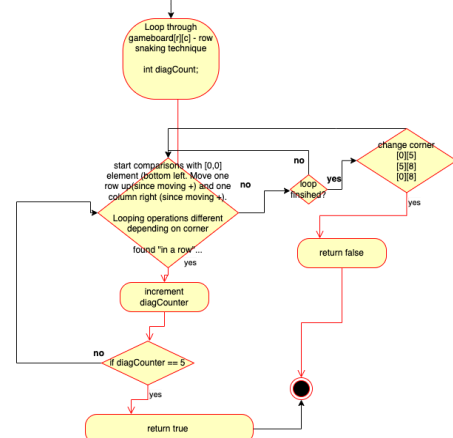 Loop through
gameboard[r][c] - row
snaking technique
int diagCount;
start comparisons with [0,0]
element (bottom left. Move one
row up(since moving +) and one
column right (since moving +).
Looping operations different
depending on corner
found "in a row"...
no
no
loop
finsihed?
yes
change corner
[0][5]
[5][8]
[0][8]
yes
return false
yes
increment
diagCounter
no
if diagCounter == 5
yes
return true